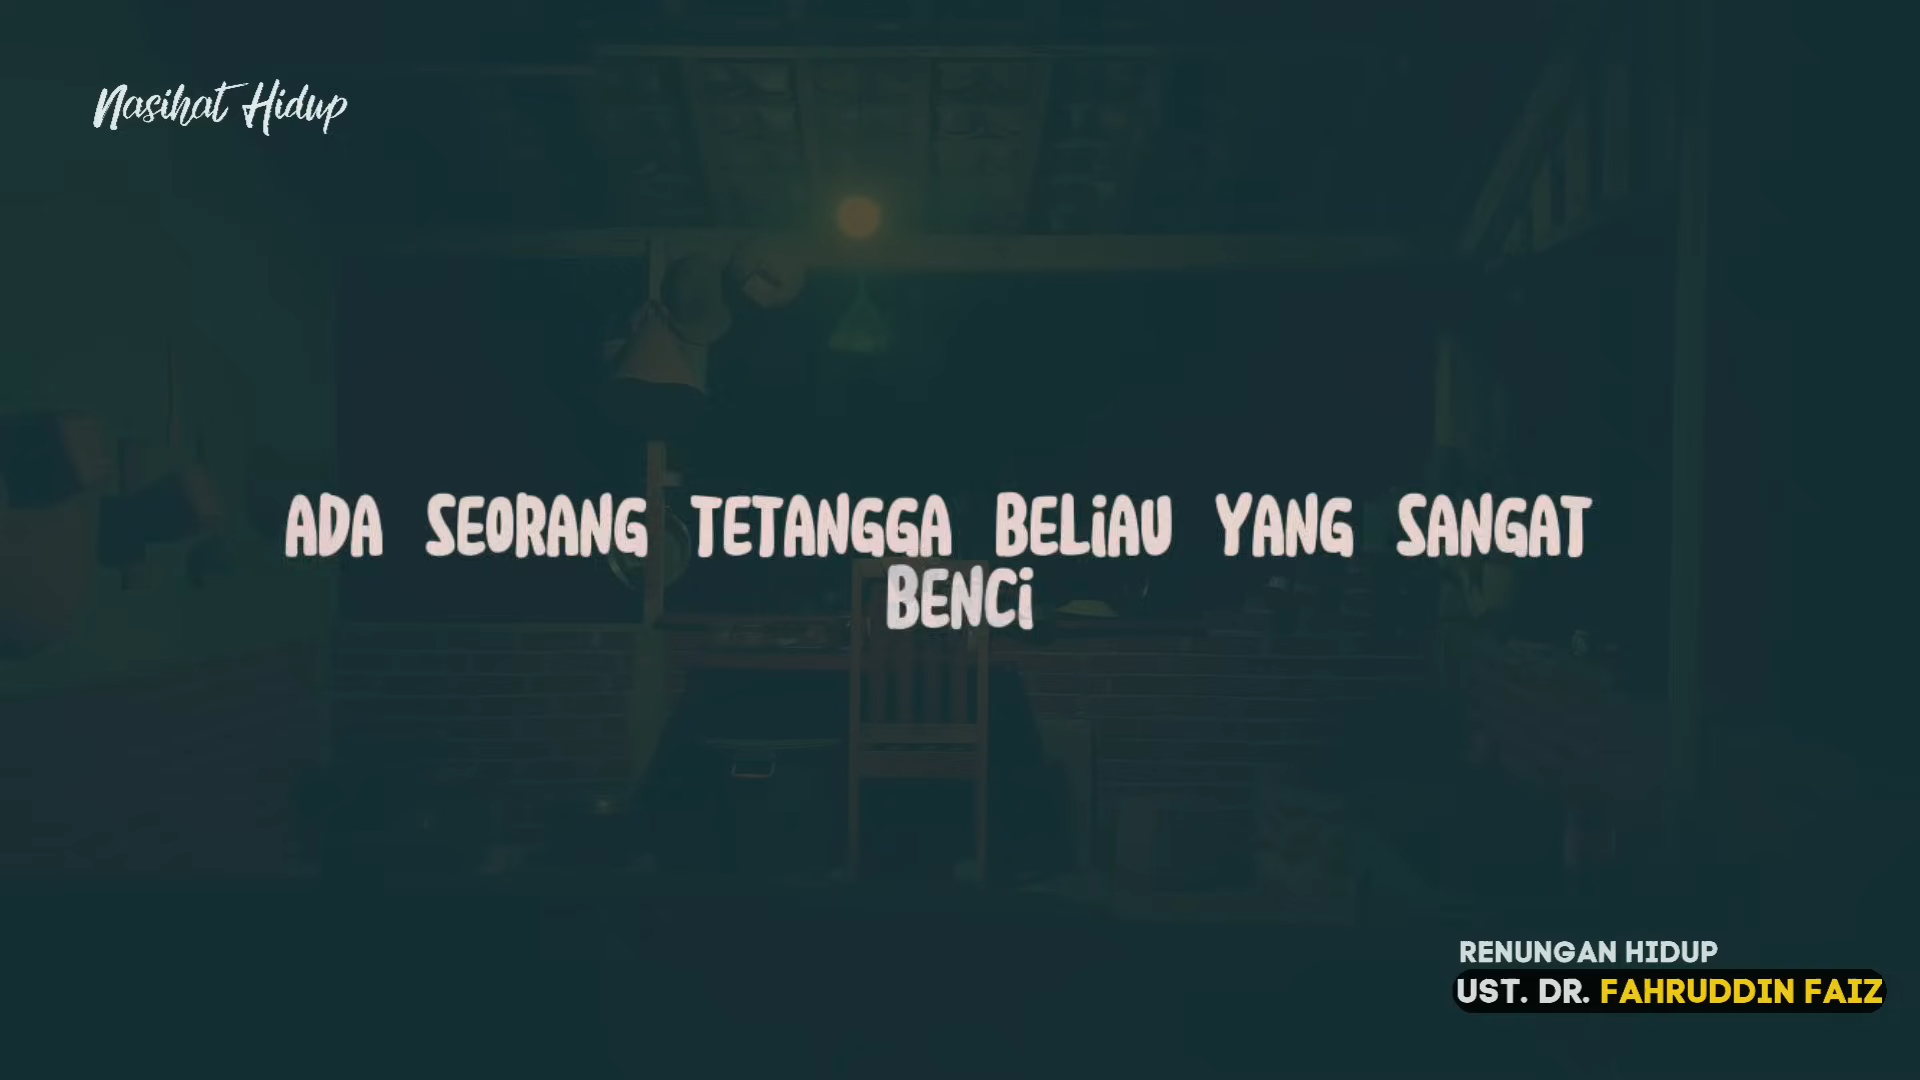 Nasihat Hidup
ADA SEORANG TETANGGA BELIAU YANG SANGAT
BENCI
RENUNGAN HIDUP
UST. DR. FAHRUDDIN FAIZ